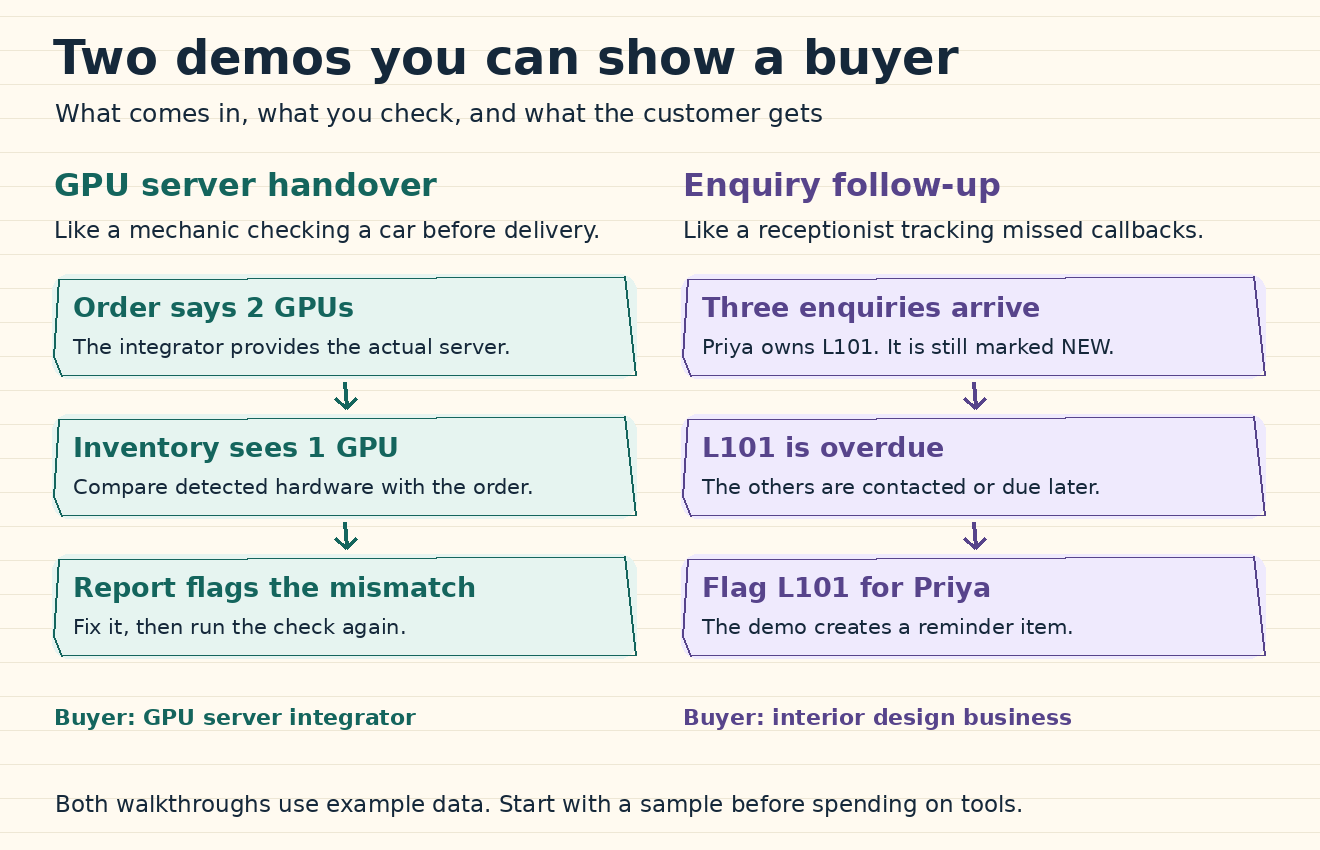 Two demos you can show a buyer
What comes in, what you check, and what the customer gets
GPU server handover
Like a mechanic checking a car before delivery.
Order says 2 GPUs
The integrator provides the actual server.
Inventory sees 1 GPU
Compare detected hardware with the order.
Report flags the mismatch
Fix it, then run the check again.
Buyer: GPU server integrator
Enquiry follow-up
Like a receptionist tracking missed callbacks.
Three enquiries arrive
Priya owns L101. It is still marked NEW.
L101 is overdue
The others are contacted or due later.
Flag L101 for Priya
The demo creates a reminder item.
Buyer: interior design business
Both walkthroughs use example data. Start with a sample before spending on tools.